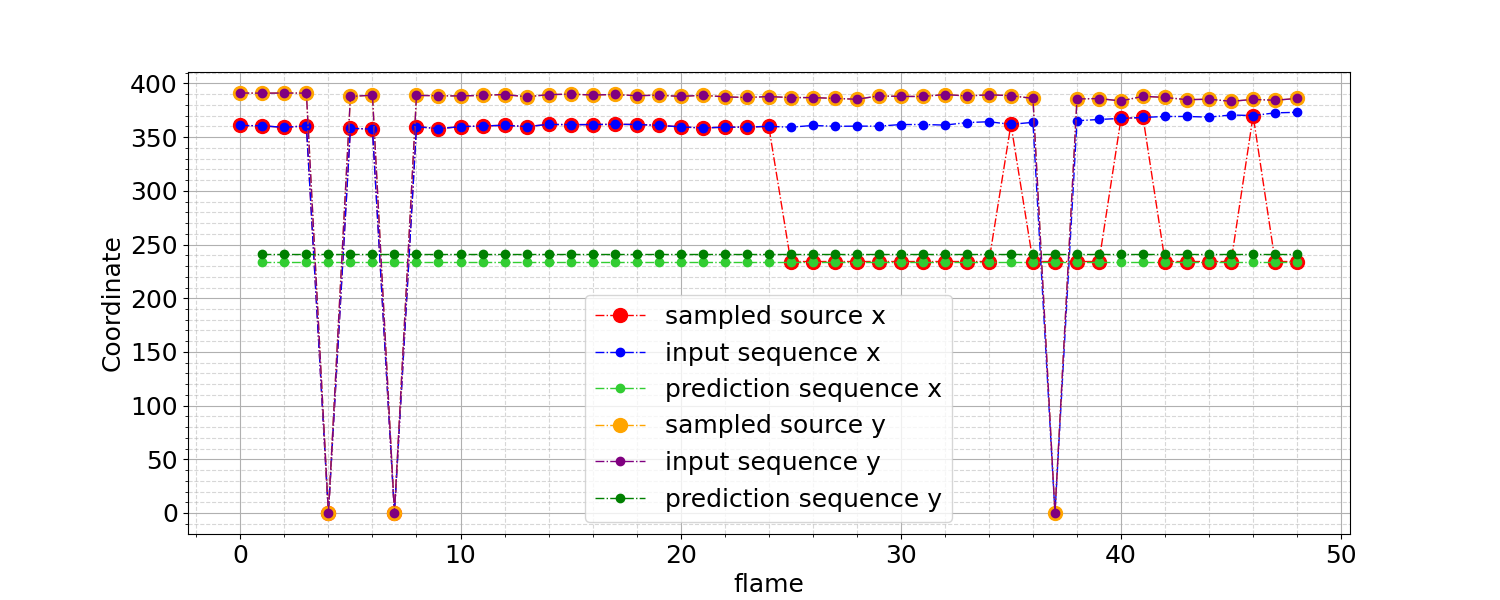 400
350
300
250
200
150
100
50
0
Coordinate
sampled source x
input sequence x
prediction sequence x
sampled source y
input sequence y
prediction sequence y
0 10 20 30 40 50
flame